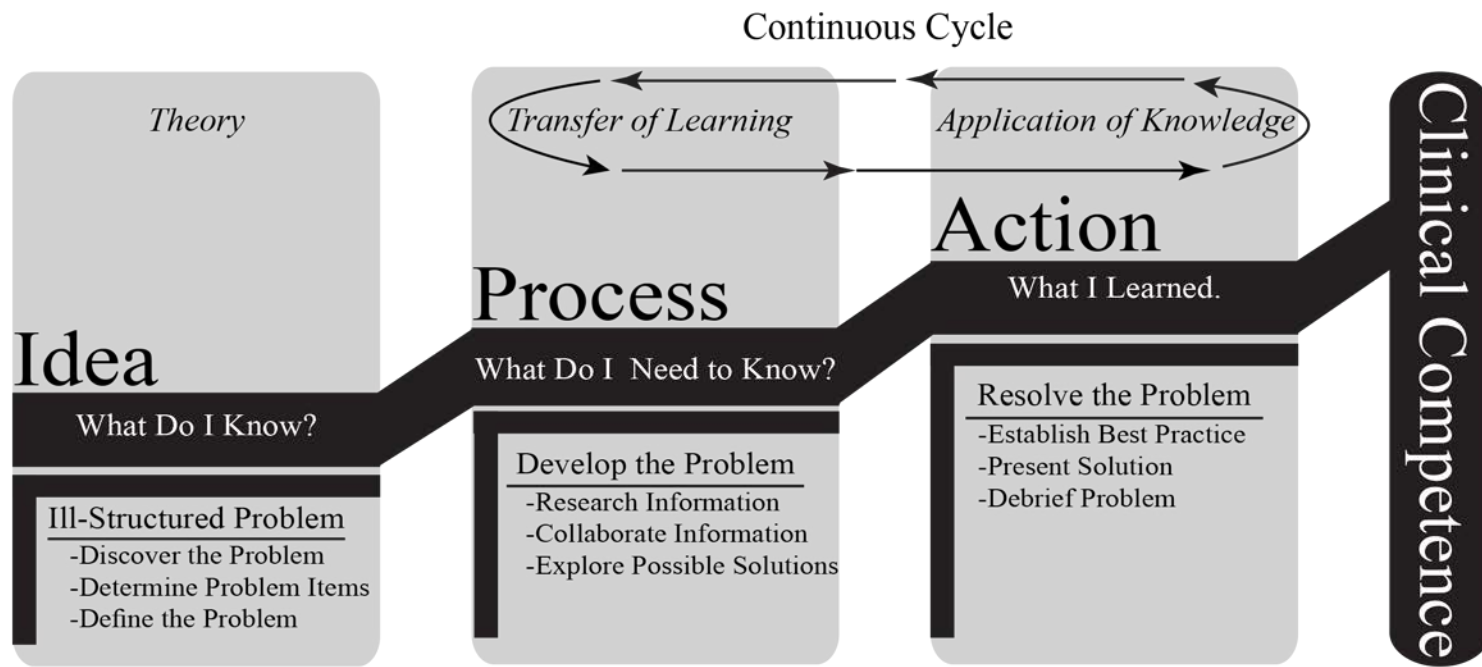 Continuous Cycle
Theory
Transfer of Learning
Application of Knowledge
Idea
What Do I Know?
Ill-Structured Problem
-Discover the Problem
-Determine Problem Items
-Define the Problem
Process
What Do I Need to Know?
Develop the Problem
-Research Information
-Collaborate Information
-Explore Possible Solutions
Action
What I Learned.
Resolve the Problem
-Establish Best Practice
-Present Solution
-Debrief Problem
Clinical Competence